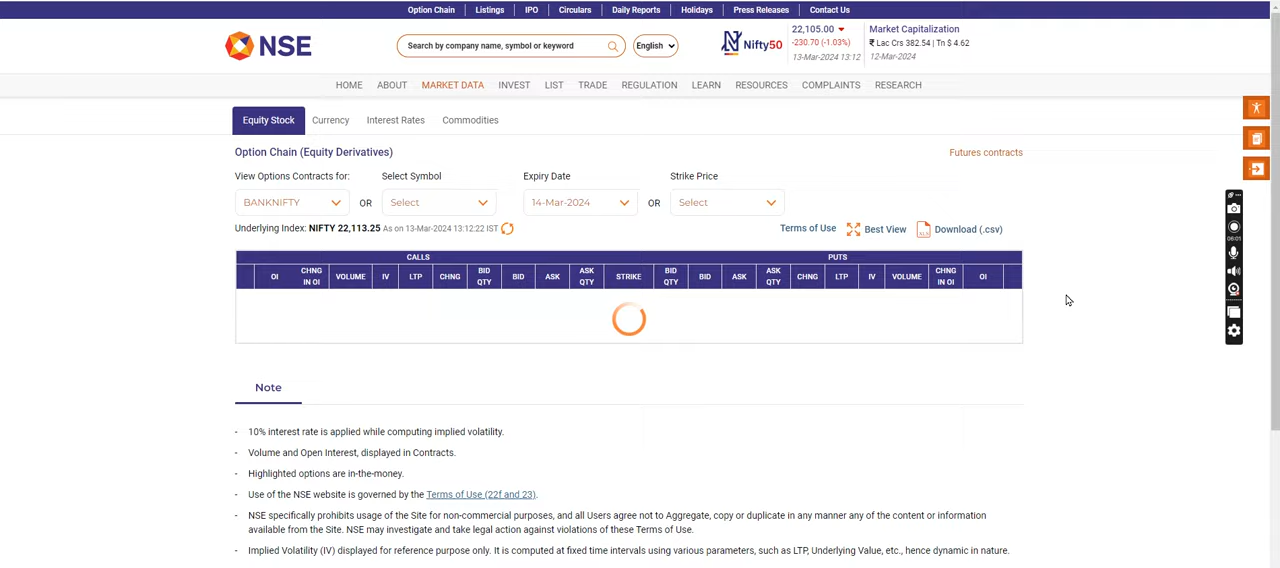 Option Chain | Listings | IPO | Circulars | Daily Reports | Holidays | Press Releases | Contact Us
NSE
Search by company name, symbol or keyword
English
Nifty50
22,105.00
-230.70 (-1.03%)
13-Mar-2024 13:12
Market Capitalization
₹ Lac Crs 382.54 | Tn $ 4.62
12-Mar-2024
HOME ABOUT MARKET DATA INVEST LIST TRADE REGULATION LEARN RESOURCES COMPLAINTS RESEARCH
Equity Stock Currency Interest Rates Commodities
Option Chain (Equity Derivatives)
Futures contracts
View Options Contracts for: Select Symbol Expiry Date Strike Price
BANKNIFTY OR Select 14-Mar-2024 OR Select
Underlying Index: NIFTY 22,113.25 As on 13-Mar-2024 13:12:22 IST
Terms of Use Best View XLS Download (.csv)
CALLS PUTS
OI CHNG IN OI VOLUME IV LTP CHNG BID QTY BID ASK ASK QTY STRIKE BID QTY BID ASK ASK QTY CHNG LTP IV VOLUME CHNG IN OI OI
06:01
Note
- 10% interest rate is applied while computing implied volatility.
- Volume and Open Interest, displayed in Contracts.
- Highlighted options are in-the-money.
- Use of the NSE website is governed by the Terms of Use (22f and 23).
- NSE specifically prohibits usage of the Site for non-commercial purposes, and all Users agree not to Aggregate, copy or duplicate in any manner any of the content or information
available from the Site. NSE may investigate and take legal action against violations of these Terms of Use.
- Implied Volatility (IV) displayed for reference purpose only. It is computed at fixed time intervals using various parameters, such as LTP, Underlying Value, etc., hence dynamic in nature.